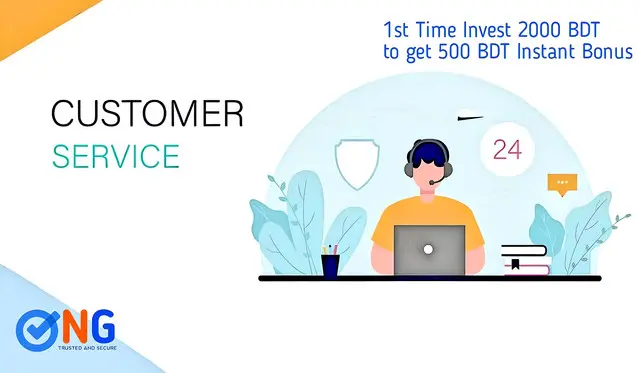 1st Time Invest 2000 BDT
to get 500 BDT Instant Bonus
CUSTOMER
SERVICE
24
NG
TRUSTED AND SECURE